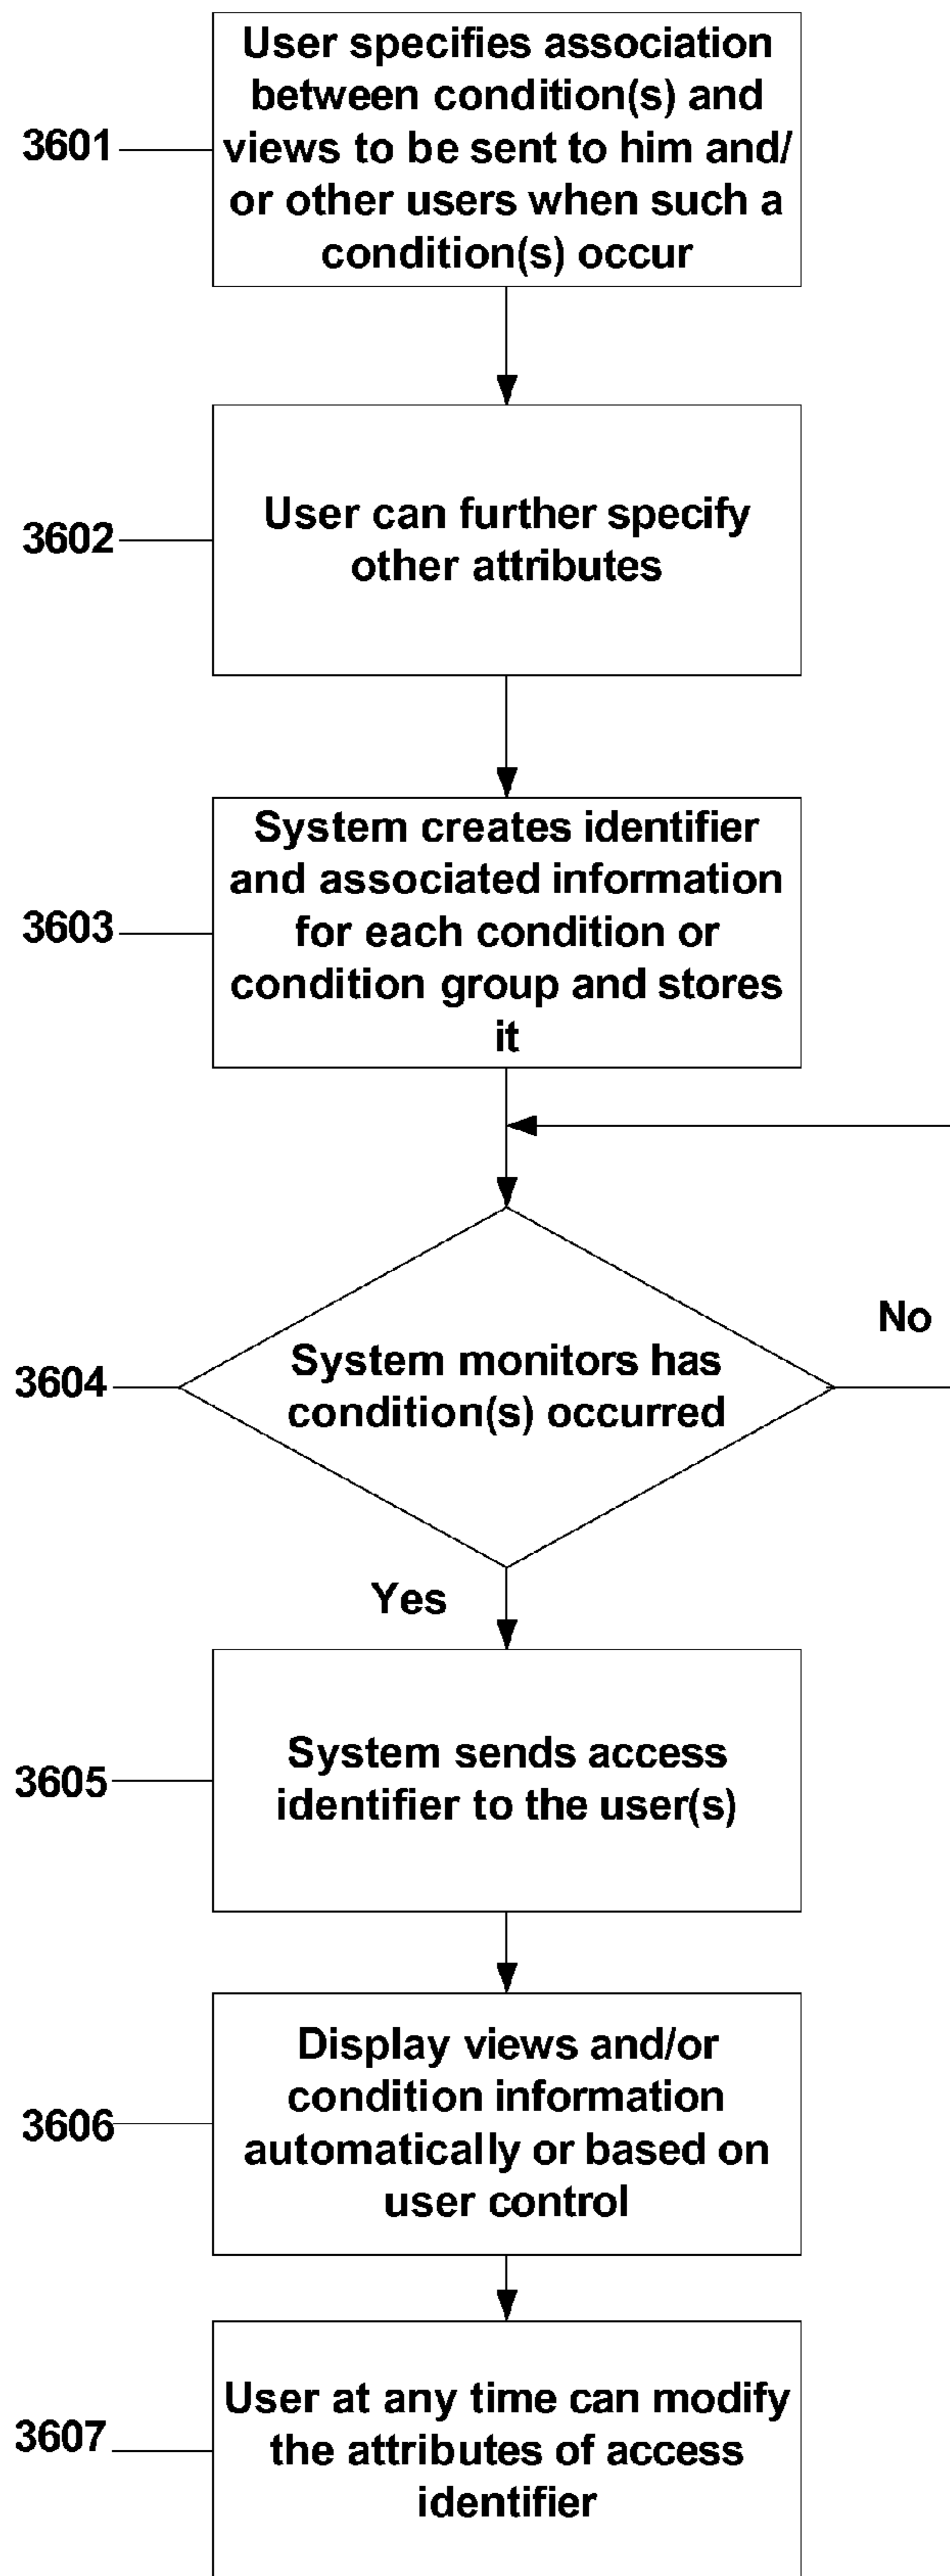 User specifies association
between condition(s) and
3601
views to be sent to him and/
or other users when such a
condition(s) occur
3602
User can further specify
other attributes
System creates identifier
and associated information
3603
for each condition or
condition group and stores
it
No
3604
System monitors has
condition(s) occurred
Yes
3605
System sends access
identifier to the user(s)
Display views and/or
condition information
3606
automatically or based on
user control
User at any time can modify
3607
the attributes of access
identifier